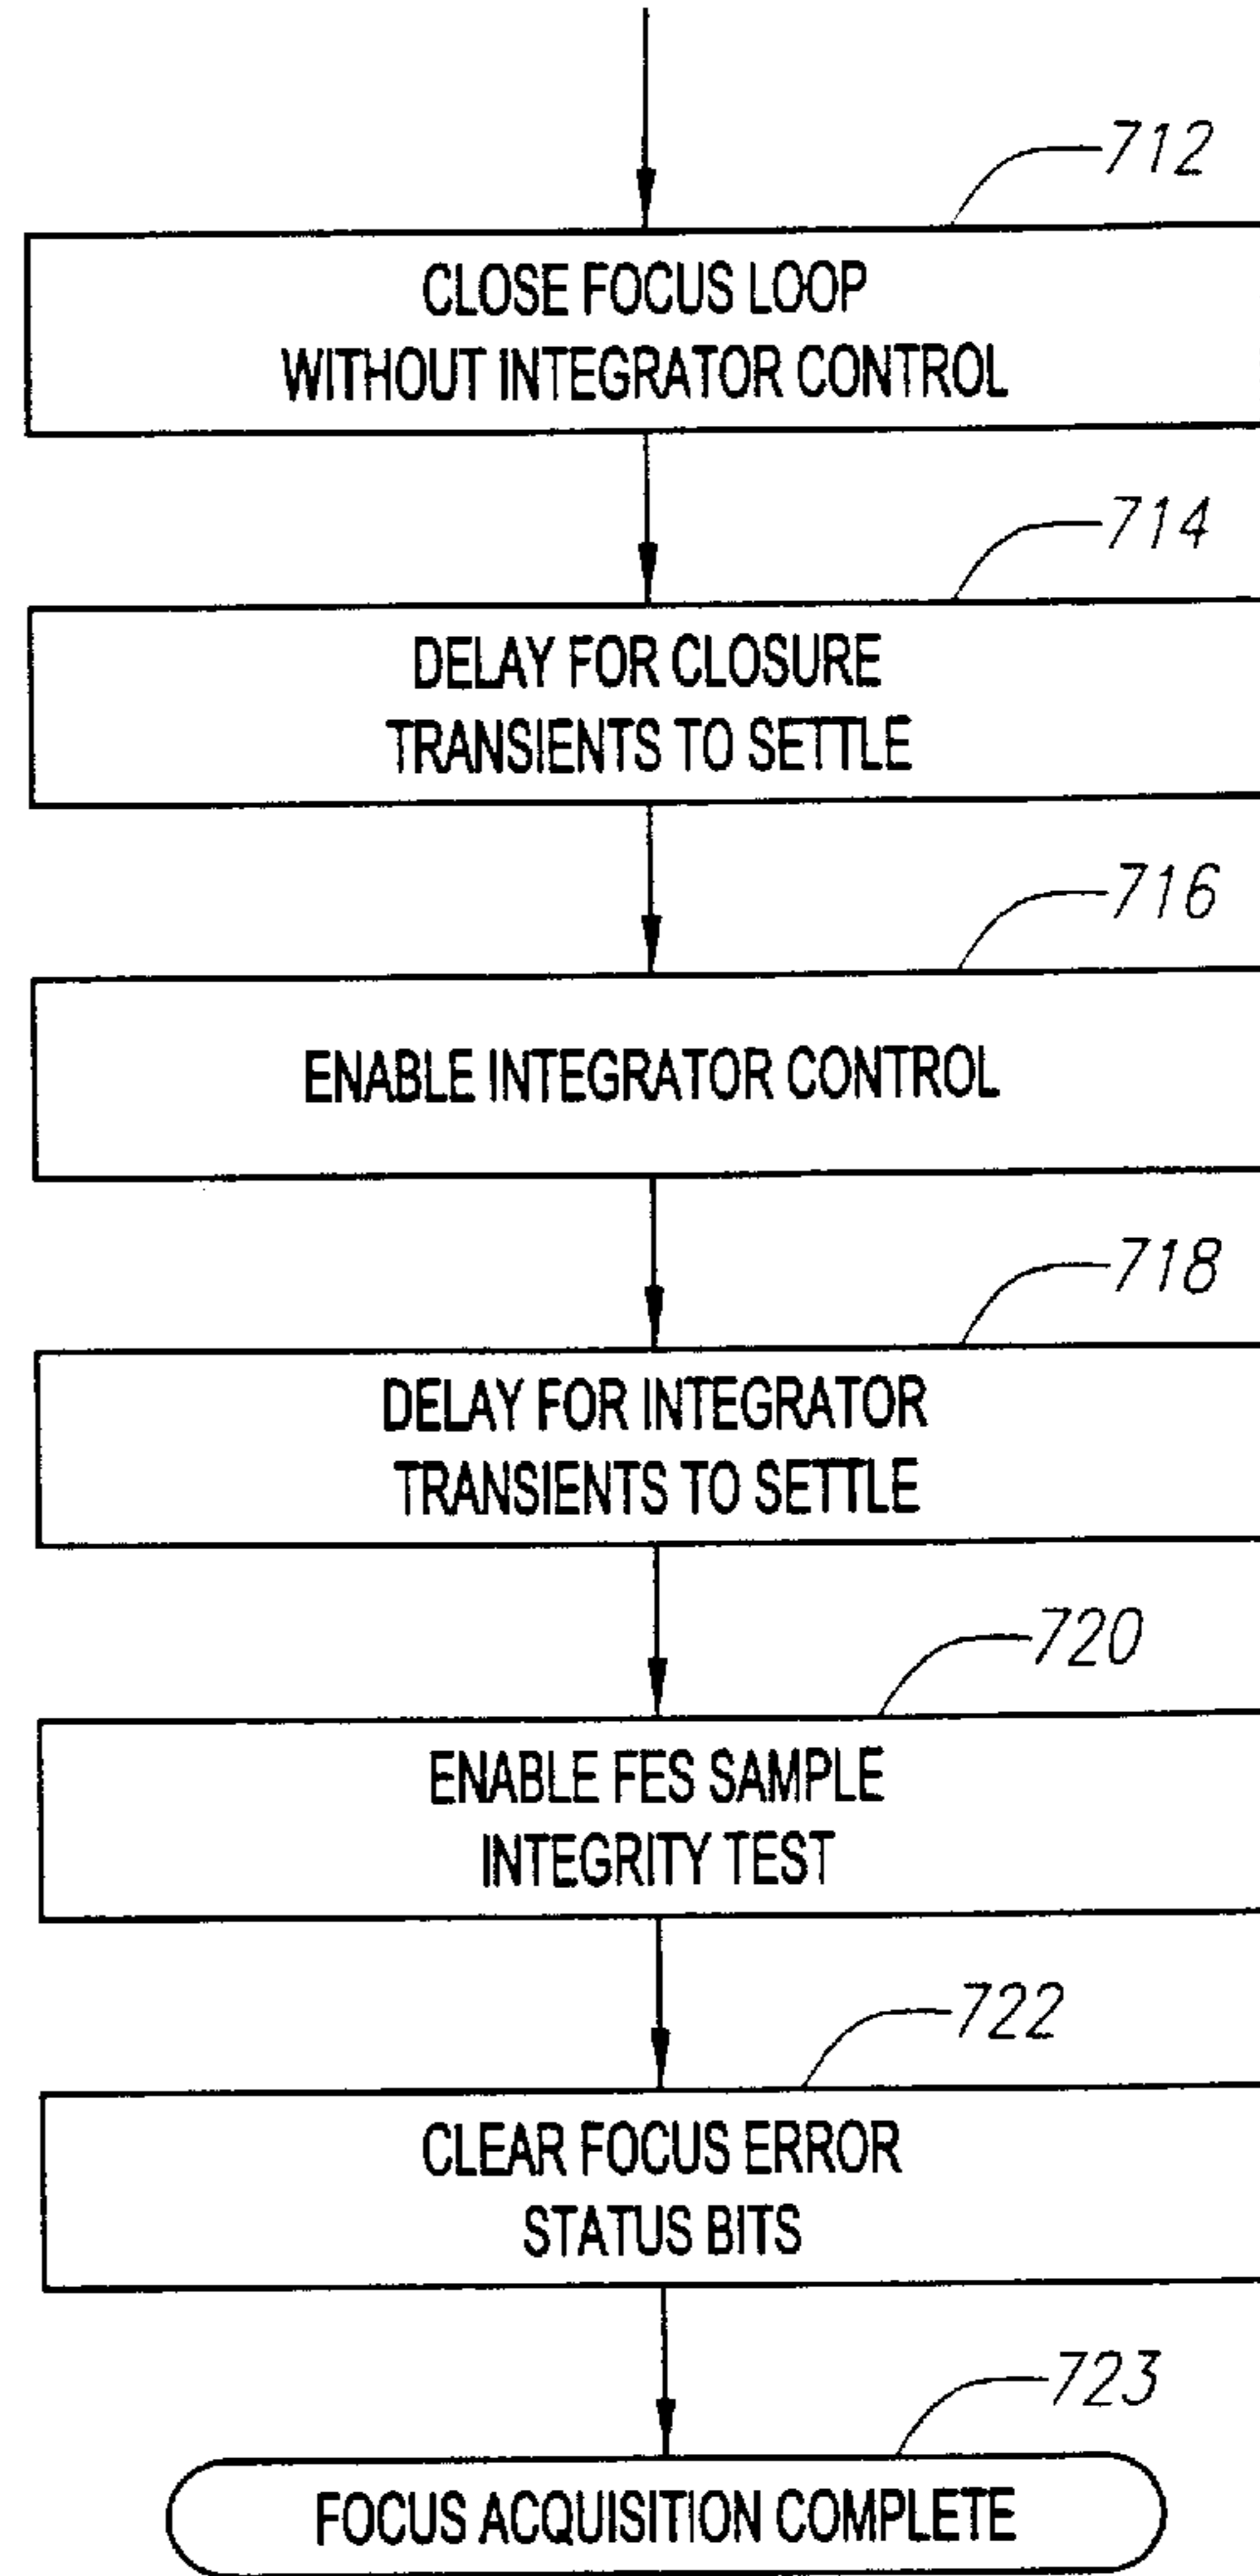 712
CLOSE FOCUS LOOP
WITHOUT INTEGRATOR CONTROL
714
DELAY FOR CLOSURE
TRANSIENTS TO SETTLE
716
ENABLE INTEGRATOR CONTROL
718
DELAY FOR INTEGRATOR
TRANSIENTS TO SETTLE
720
ENABLE FES SAMPLE
INTEGRITY TEST
722
CLEAR FOCUS ERROR
STATUS BITS
723
FOCUS ACQUISITION COMPLETE